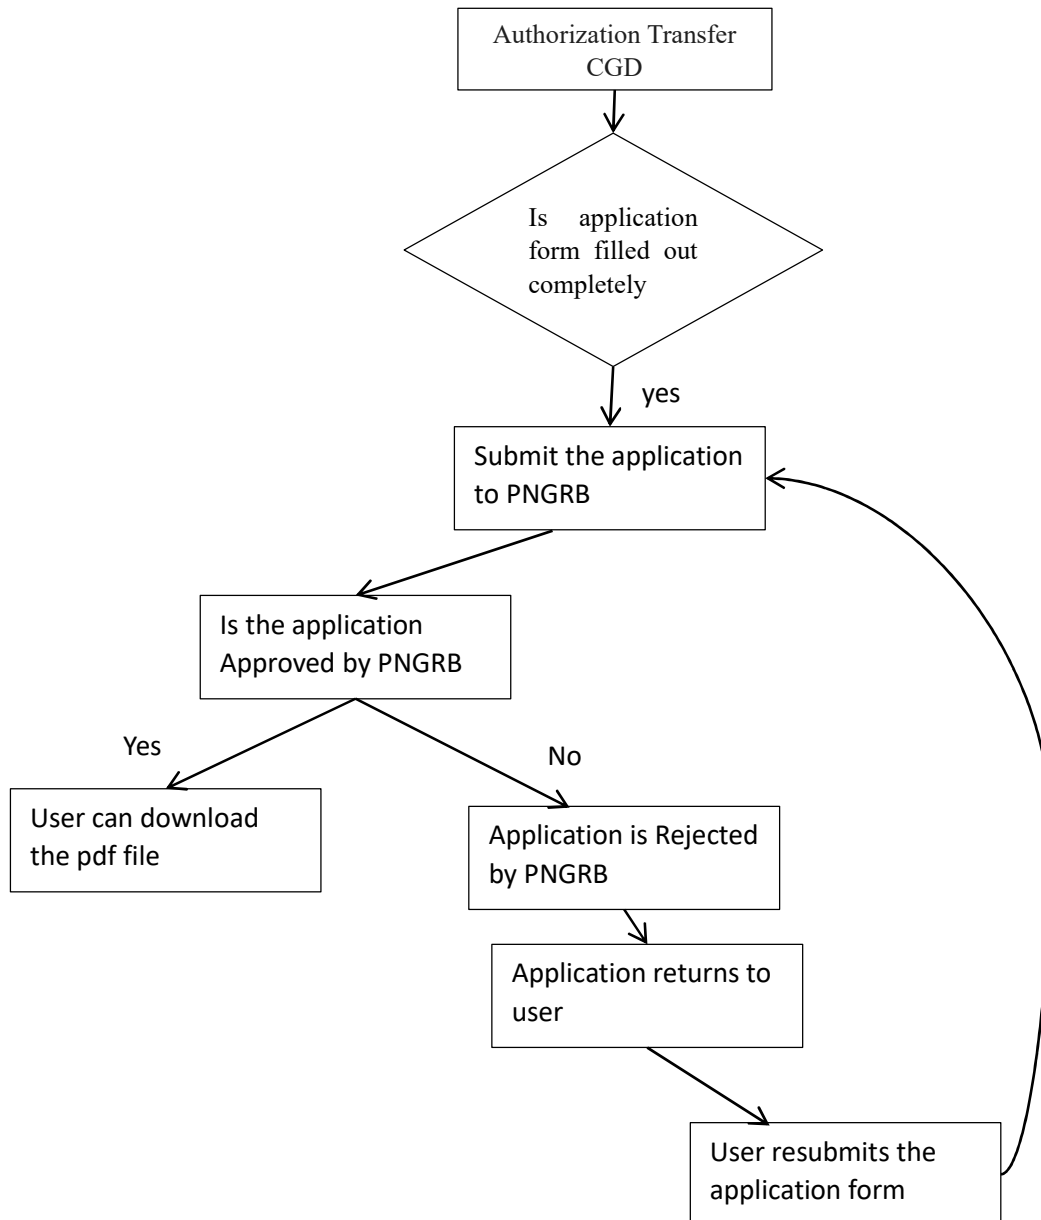 Authorization Transfer
CGD
Is application
form filled out
completely
yes
Submit the application
to PNGRB
Is the application
Approved by PNGRB
Yes
No
User can download
the pdf file
Application is Rejected
by PNGRB
Application returns to
user
User resubmits the
application form